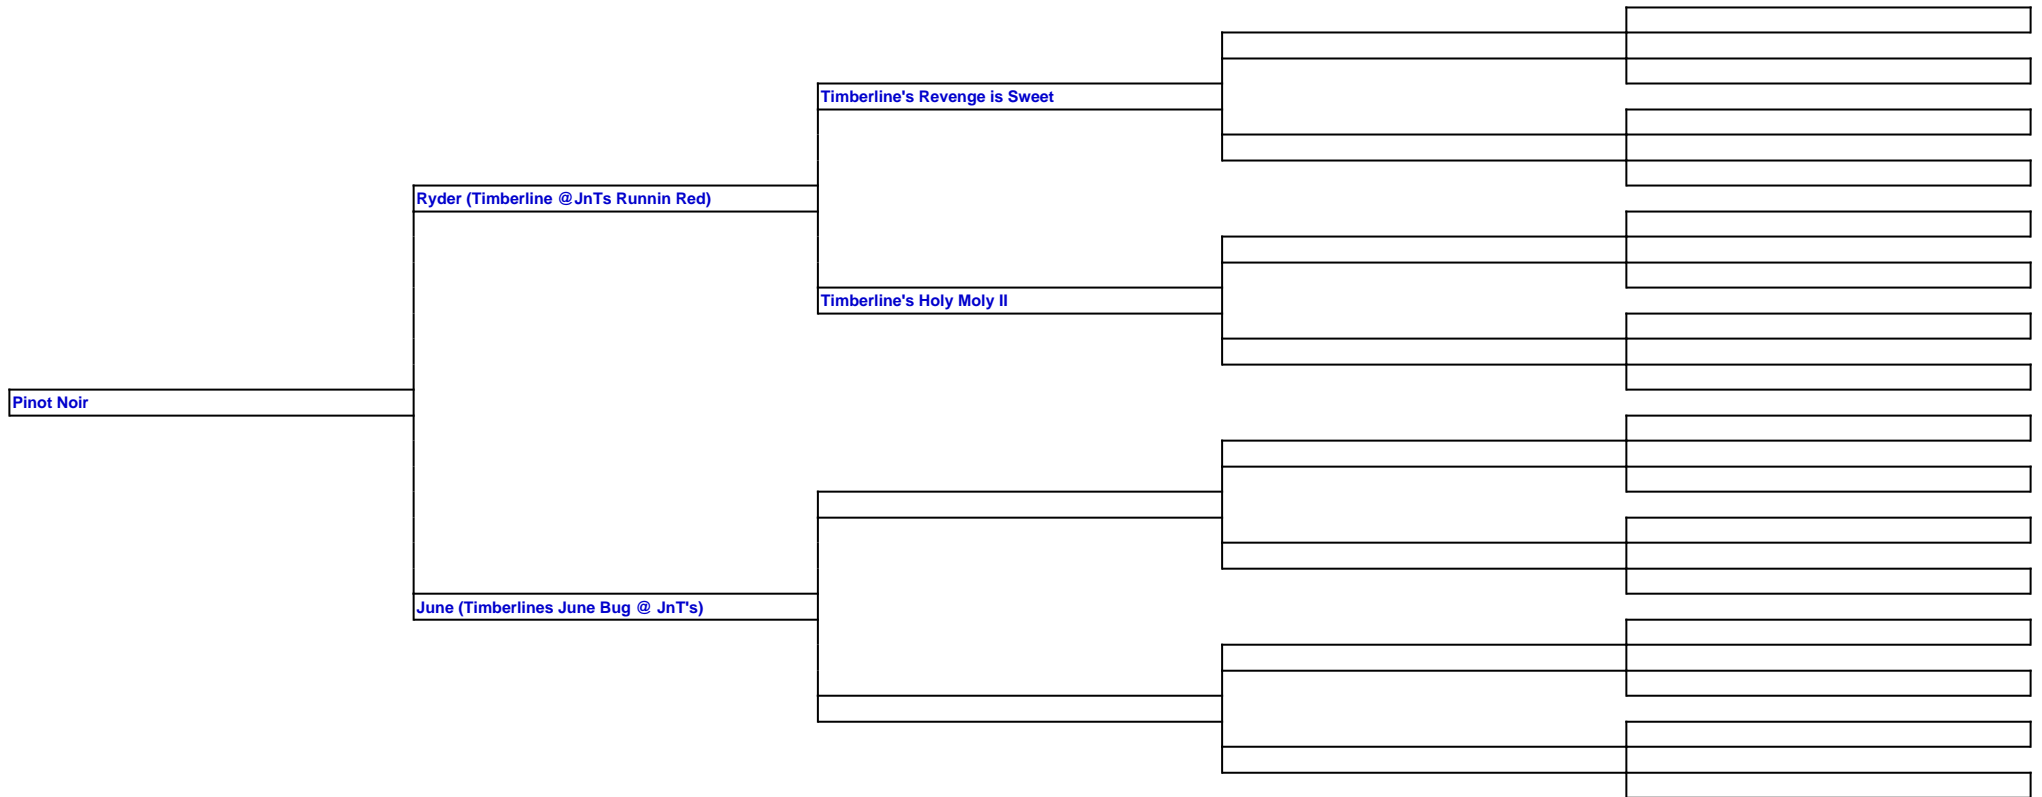 Timberline's Revenge is Sweet
Ryder (Timberline @JnTs Runnin Red)
Timberline's Holy Moly II
Pinot Noir
June (Timberlines June Bug @ JnT's)